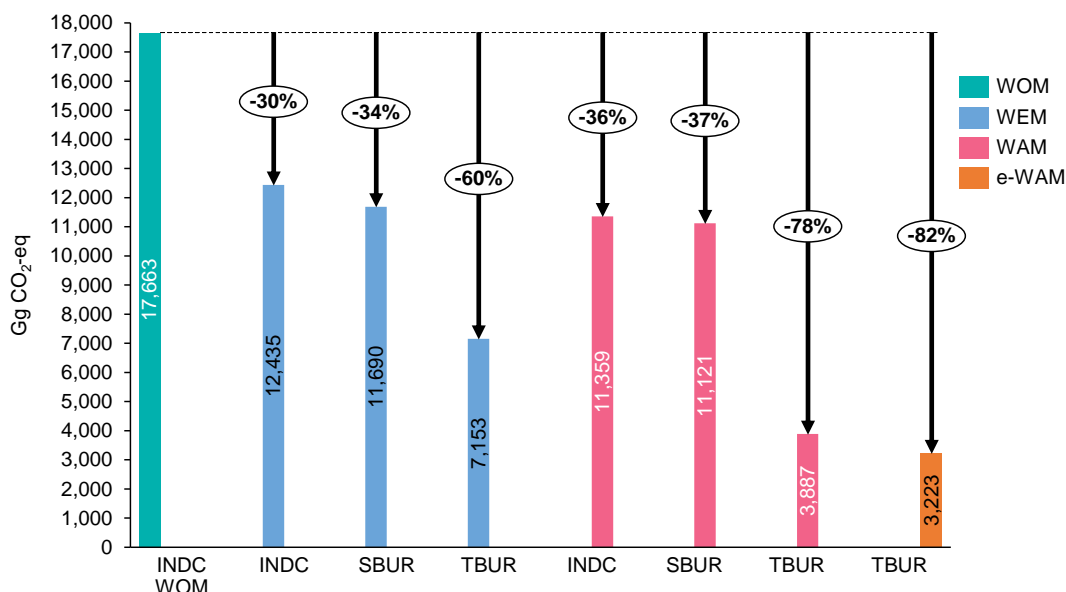 18,000
17,000
16,000
15,000
14,000
13,000
12,000
11,000
10,000
9,000
8,000
7,000
6,000
5,000
4,000
3,000
2,000
1,000
0
Gg CO₂-eq
17,663
12,435
11,690
7,153
11,359
11,121
3,887
3,223
-30%
-34%
-60%
-36%
-37%
-78%
-82%
INDC
WOM
INDC
SBUR
TBUR
INDC
SBUR
TBUR
TBUR
WOM
WEM
WAM
e-WAM